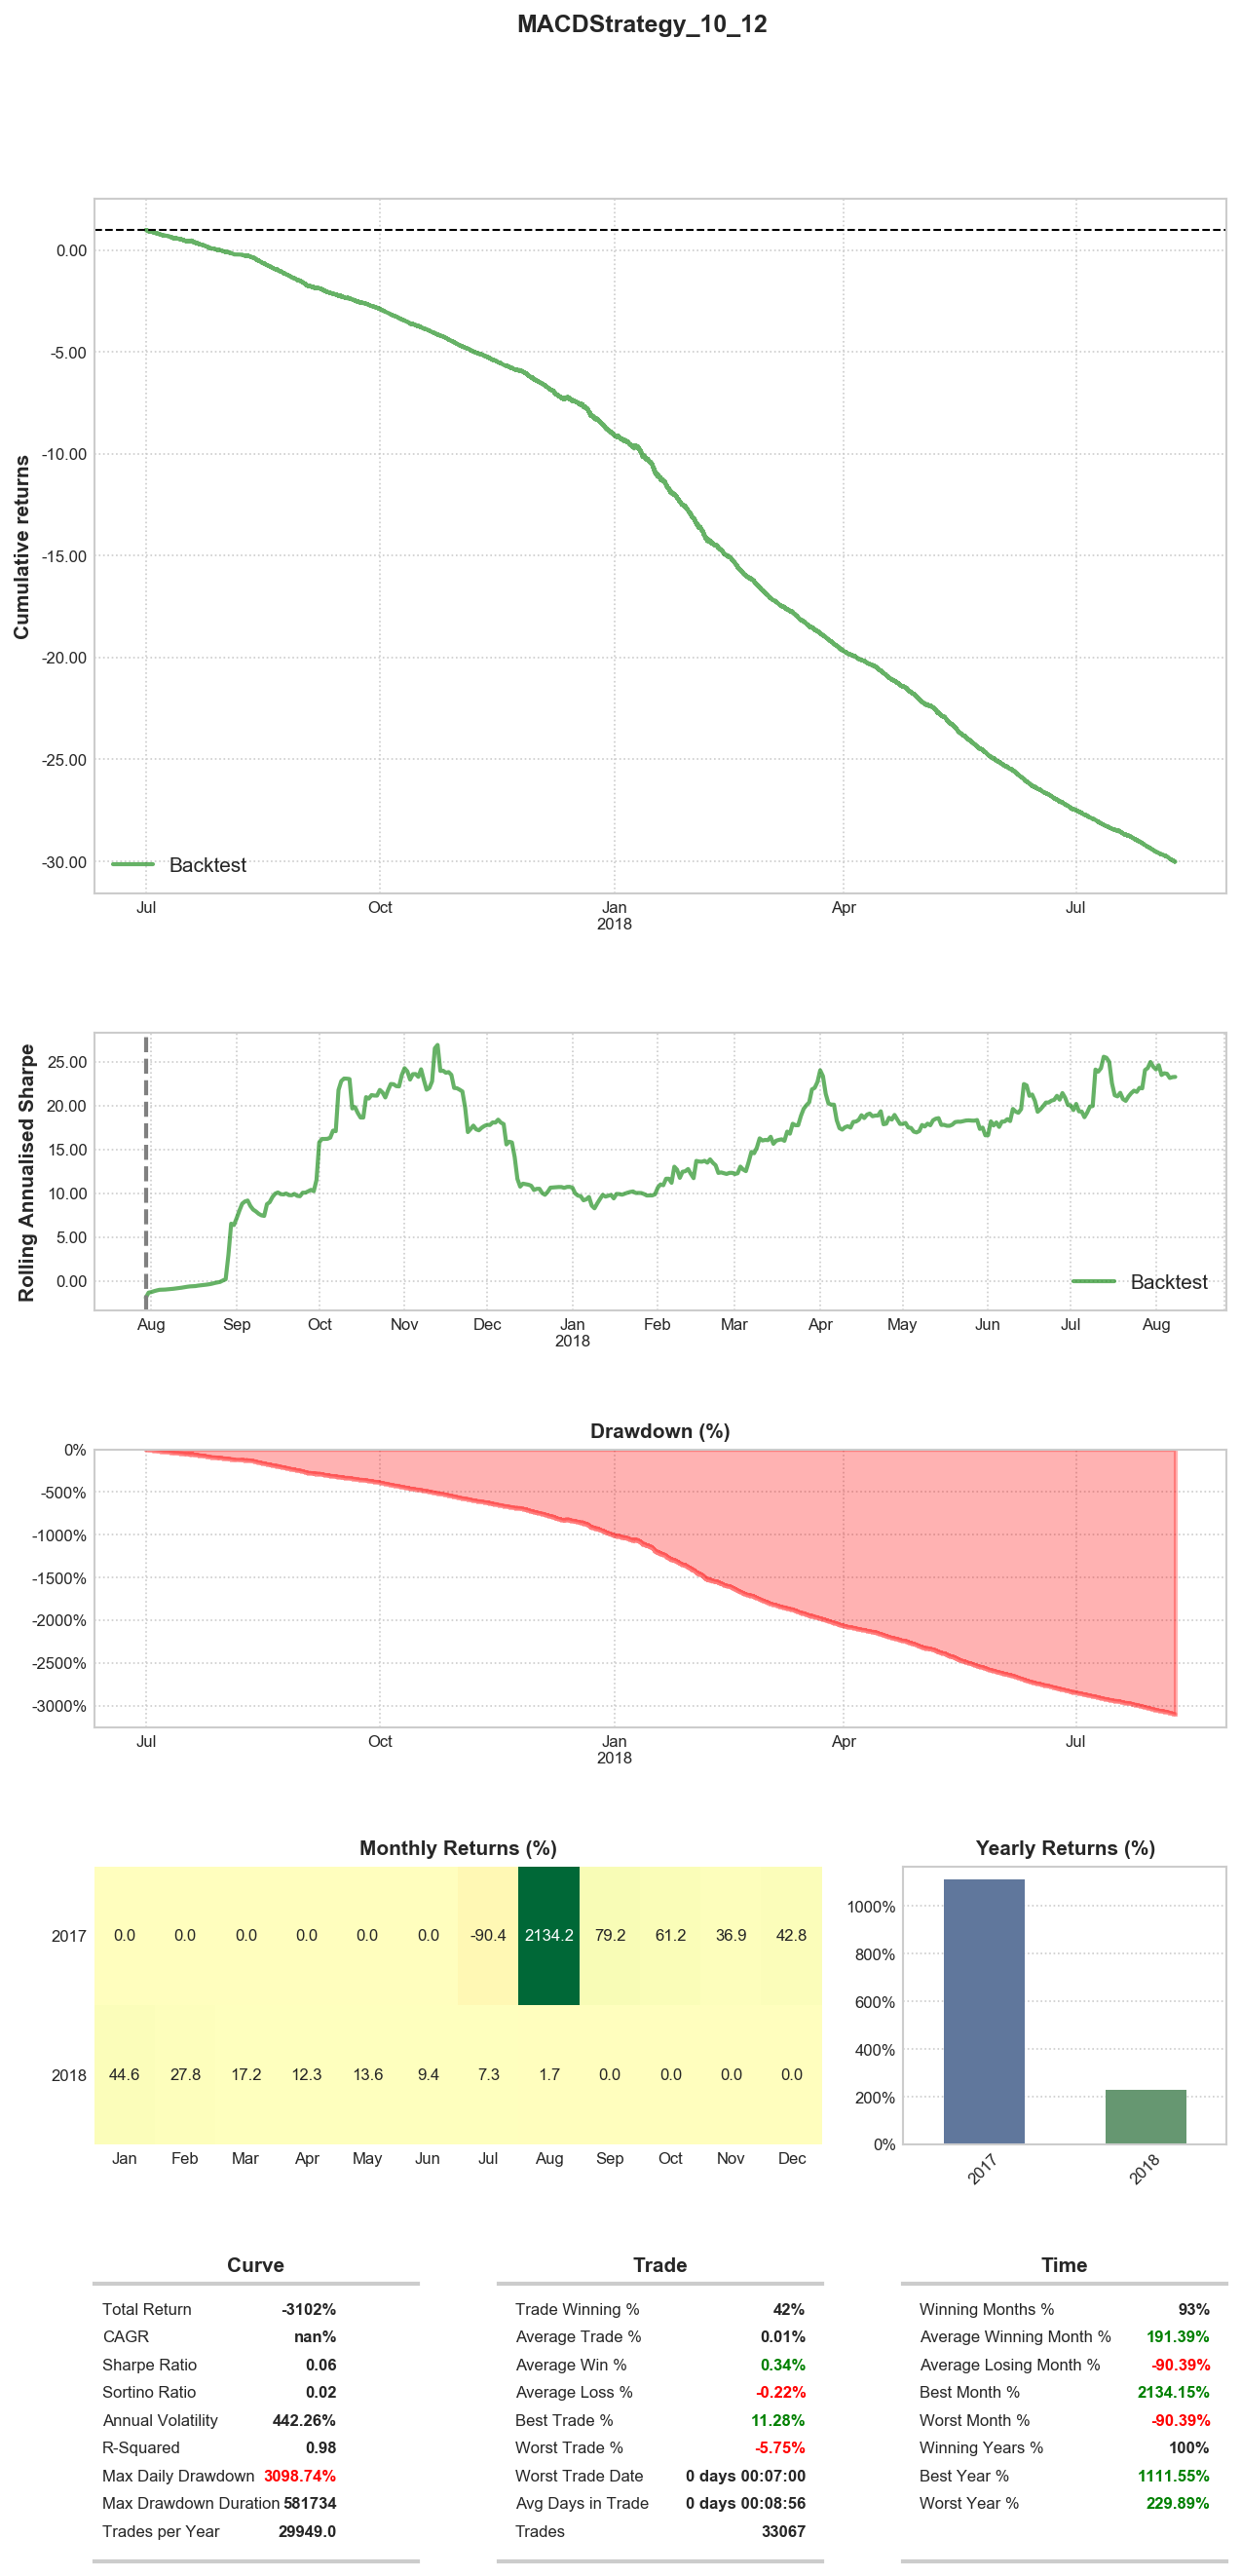 MACDStrategy_10_12
Cumulative returns
0.00
-5.00
-10.00
-15.00
-20.00
-25.00
-30.00
Backtest
Jul Oct Jan Apr Jul
2018
Rolling Annualised Sharpe
25.00
20.00
15.00
10.00
5.00
0.00
Backtest
Aug Sep Oct Nov Dec Jan Feb Mar Apr May Jun Jul Aug
2018
Drawdown (%)
0%
-500%
-1000%
-1500%
-2000%
-2500%
-3000%
Jul Oct Jan Apr Jul
2018
Monthly Returns (%)
2017 0.0 0.0 0.0 0.0 0.0 0.0 -90.4 2134.2 79.2 61.2 36.9 42.8
2018 44.6 27.8 17.2 12.3 13.6 9.4 7.3 1.7 0.0 0.0 0.0 0.0
Jan Feb Mar Apr May Jun Jul Aug Sep Oct Nov Dec
Yearly Returns (%)
1000%
800%
600%
400%
200%
0%
2017 2018
Curve
Total Return -3102%
CAGR nan%
Sharpe Ratio 0.06
Sortino Ratio 0.02
Annual Volatility 442.26%
R-Squared 0.98
Max Daily Drawdown 3098.74%
Max Drawdown Duration 581734
Trades per Year 29949.0
Trade
Trade Winning % 42%
Average Trade % 0.01%
Average Win % 0.34%
Average Loss % -0.22%
Best Trade % 11.28%
Worst Trade % -5.75%
Worst Trade Date 0 days 00:07:00
Avg Days in Trade 0 days 00:08:56
Trades 33067
Time
Winning Months % 93%
Average Winning Month % 191.39%
Average Losing Month % -90.39%
Best Month % 2134.15%
Worst Month % -90.39%
Winning Years % 100%
Best Year % 1111.55%
Worst Year % 229.89%